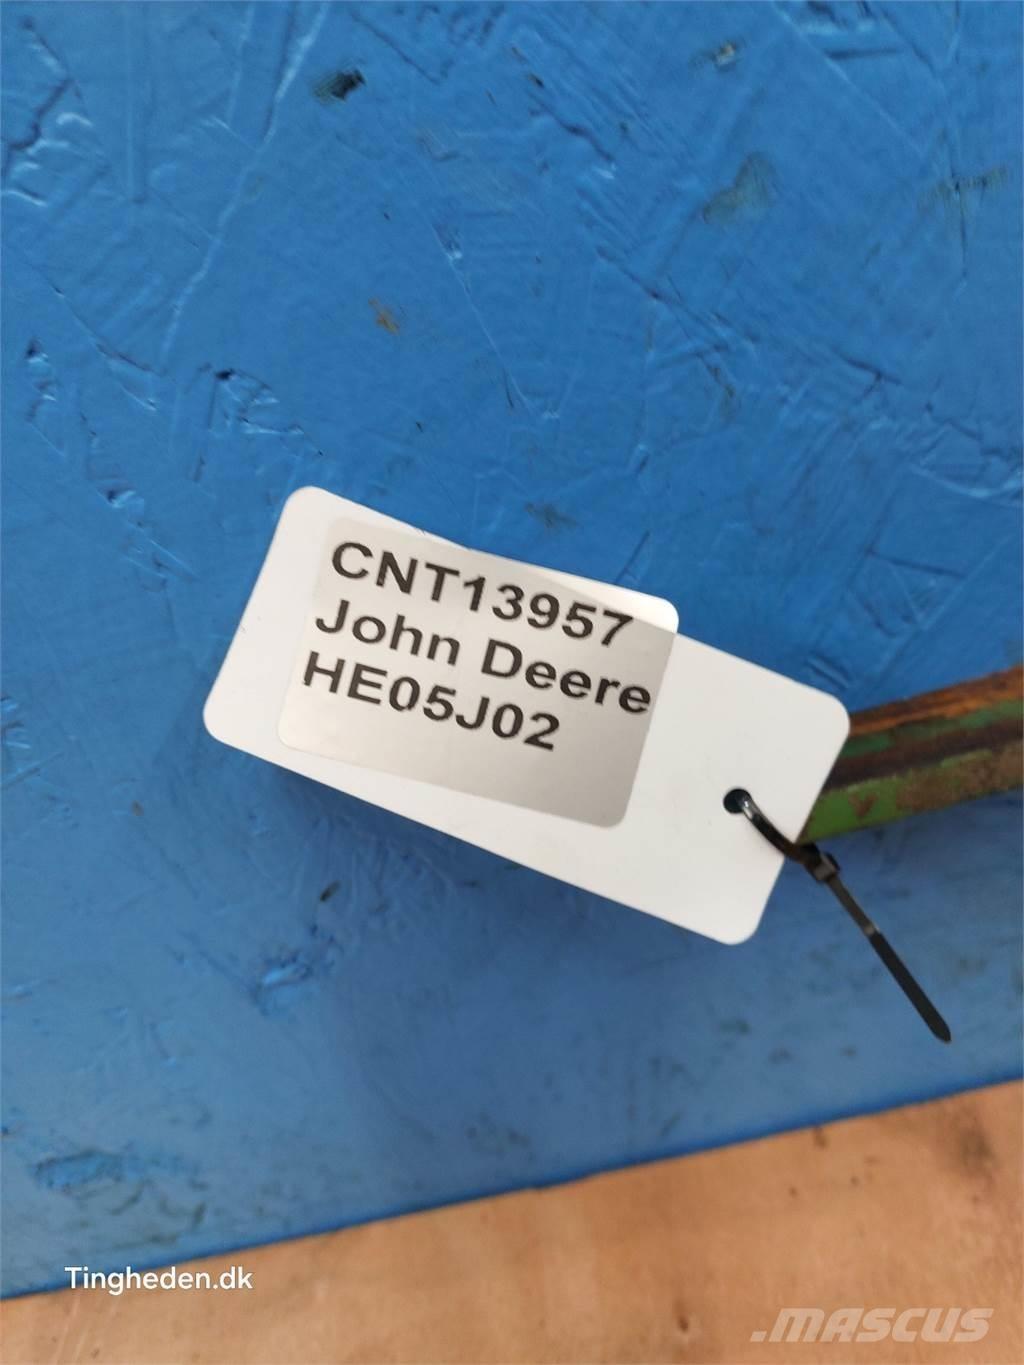 CNT13957
John Deere
HE05J02
Tingheden.dk
.MASCUS